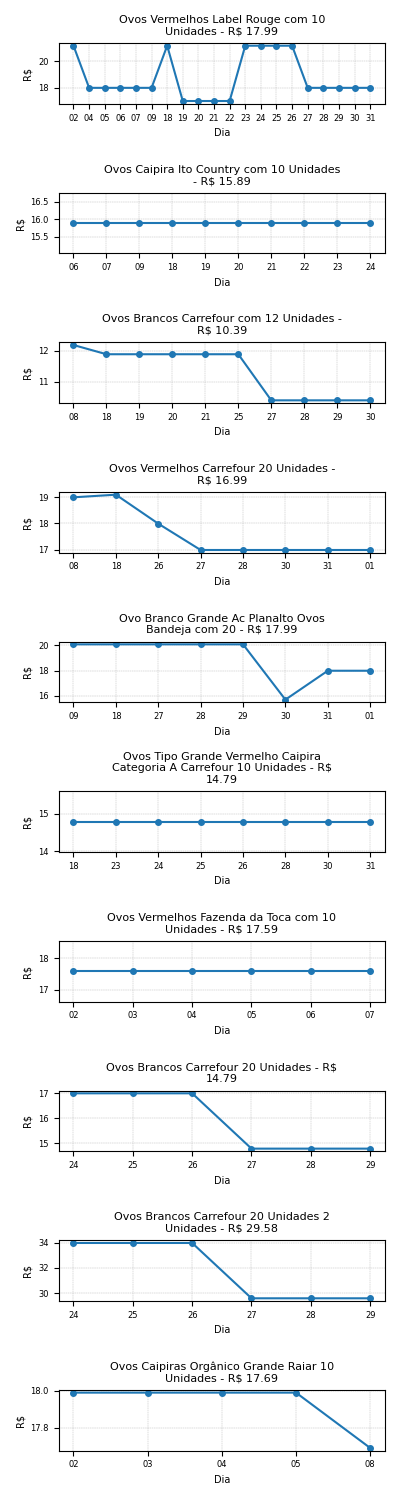 Ovos Vermelhos Label Rouge com 10
Unidades - R$ 17.99
20
18
R$
02 04 05 06 07 09 18 19 20 21 22 23 24 25 26 27 28 29 30 31
Dia
Ovos Caipira Ito Country com 10 Unidades
- R$ 15.89
16.5
16.0
15.5
R$
06 07 09 18 19 20 21 22 23 24
Dia
Ovos Brancos Carrefour com 12 Unidades -
R$ 10.39
12
11
R$
08 18 19 20 21 25 27 28 29 30
Dia
Ovos Vermelhos Carrefour 20 Unidades -
R$ 16.99
19
18
17
R$
08 18 26 27 28 30 31 01
Dia
Ovo Branco Grande Ac Planalto Ovos
Bandeja com 20 - R$ 17.99
20
18
16
R$
09 18 27 28 29 30 31 01
Dia
Ovos Tipo Grande Vermelho Caipira
Categoria A Carrefour 10 Unidades - R$
14.79
15
14
R$
18 23 24 25 26 28 30 31
Dia
Ovos Vermelhos Fazenda da Toca com 10
Unidades - R$ 17.59
18
17
R$
02 03 04 05 06 07
Dia
Ovos Brancos Carrefour 20 Unidades - R$
14.79
17
16
15
R$
24 25 26 27 28 29
Dia
Ovos Brancos Carrefour 20 Unidades 2
Unidades - R$ 29.58
34
32
30
R$
24 25 26 27 28 29
Dia
Ovos Caipiras Orgânico Grande Raiar 10
Unidades - R$ 17.69
18.0
17.8
R$
02 03 04 05 08
Dia